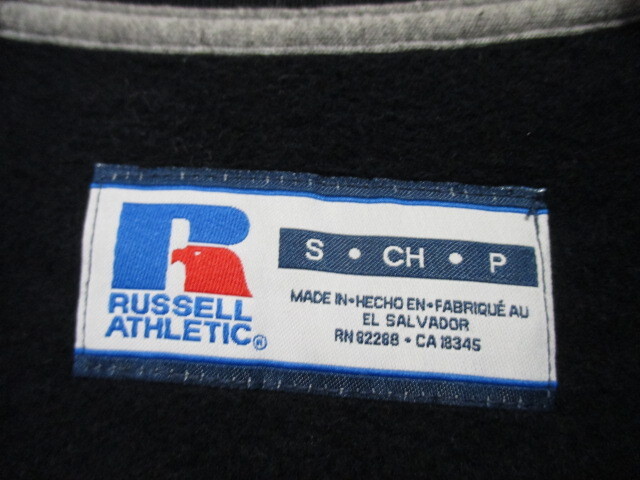 R
RUSSELL
ATHLETIC®
S • CH • P
MADE IN•HECHO EN•FABRIQUÉ AU
EL SALVADOR
RN 82288 • CA 18345